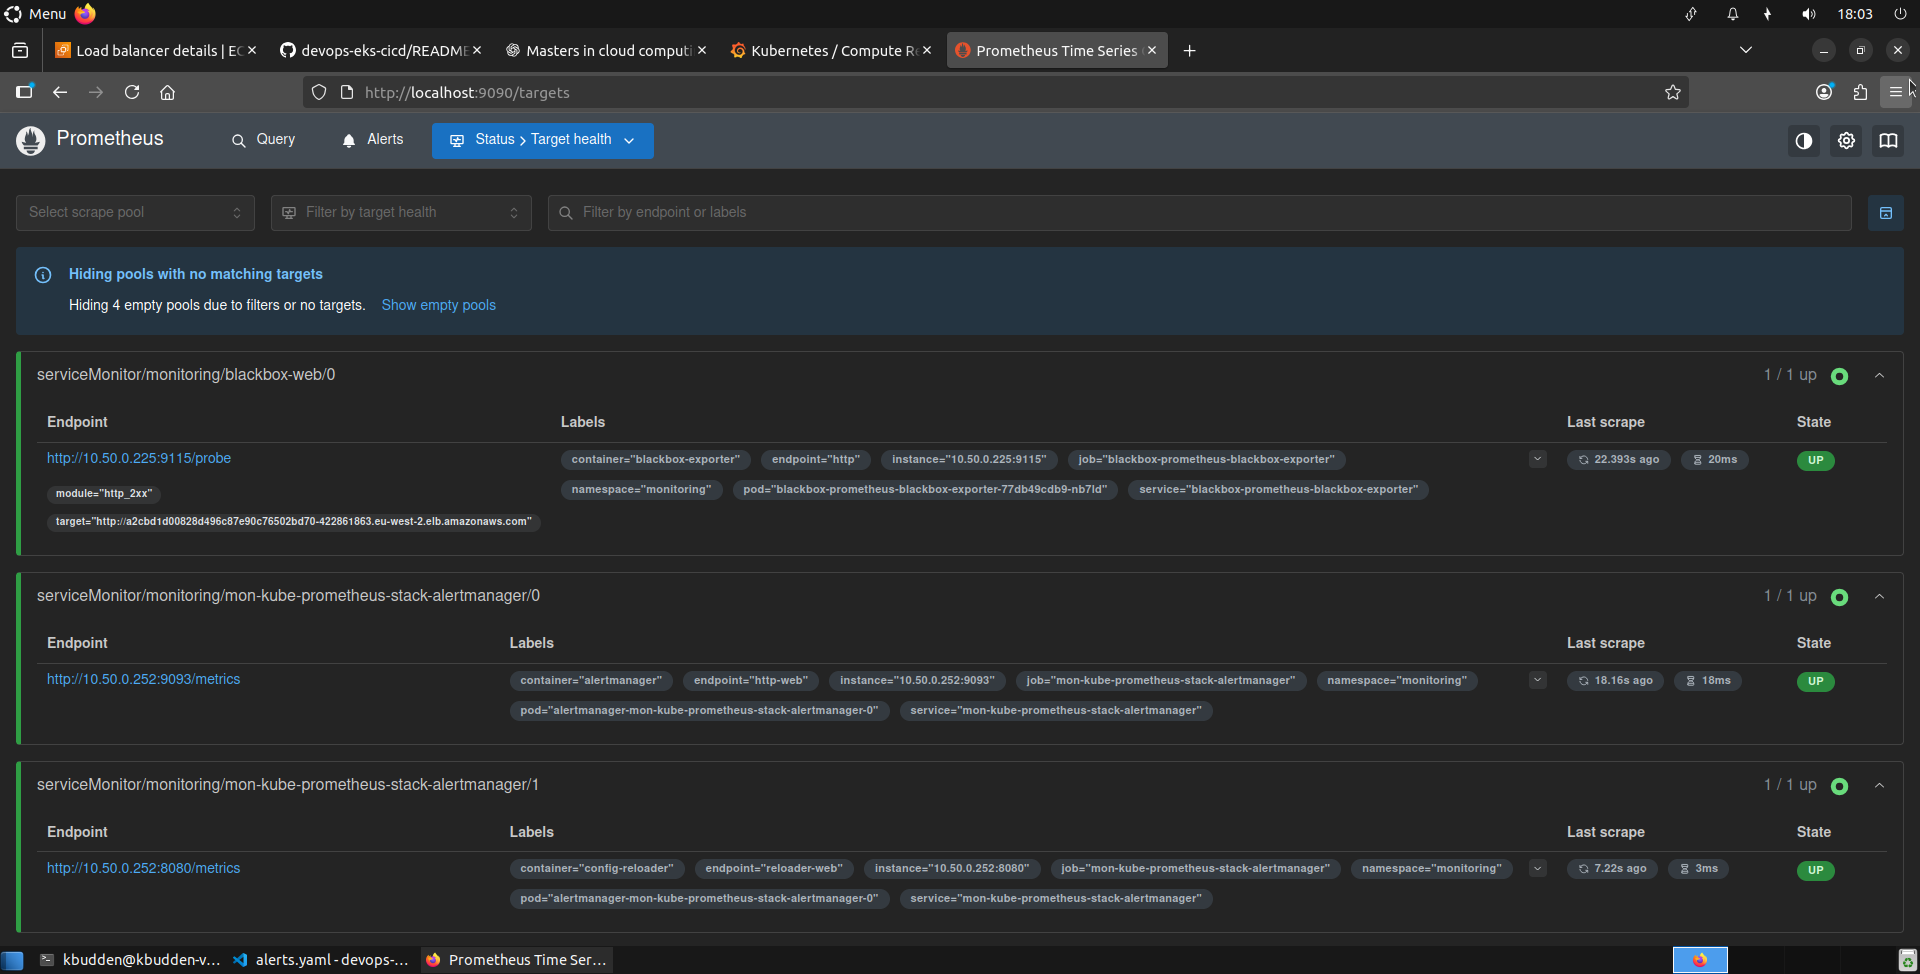 Menu
18:03
Load balancer details | EC
devops-eks-cicd/README
Masters in cloud computi
Kubernetes / Compute Re
Prometheus Time Series
http://localhost:9090/targets
Prometheus
Query
Alerts
Status > Target health
Select scrape pool
Filter by target health
Filter by endpoint or labels
Hiding pools with no matching targets
Hiding 4 empty pools due to filters or no targets. Show empty pools
serviceMonitor/monitoring/blackbox-web/0
1 / 1 up
Endpoint Labels Last scrape State
http://10.50.0.225:9115/probe
container="blackbox-exporter" endpoint="http" instance="10.50.0.225:9115" job="blackbox-prometheus-blackbox-exporter"
22.393s ago 20ms UP
module="http_2xx"
namespace="monitoring" pod="blackbox-prometheus-blackbox-exporter-77db49cdb9-nb7ld" service="blackbox-prometheus-blackbox-exporter"
target="http://a2cbd1d00828d496c87e90c76502bd70-422861863.eu-west-2.elb.amazonaws.com"
serviceMonitor/monitoring/mon-kube-prometheus-stack-alertmanager/0
1 / 1 up
Endpoint Labels Last scrape State
http://10.50.0.252:9093/metrics
container="alertmanager" endpoint="http-web" instance="10.50.0.252:9093" job="mon-kube-prometheus-stack-alertmanager" namespace="monitoring"
18.16s ago 18ms UP
pod="alertmanager-mon-kube-prometheus-stack-alertmanager-0" service="mon-kube-prometheus-stack-alertmanager"
serviceMonitor/monitoring/mon-kube-prometheus-stack-alertmanager/1
1 / 1 up
Endpoint Labels Last scrape State
http://10.50.0.252:8080/metrics
container="config-reloader" endpoint="reloader-web" instance="10.50.0.252:8080" job="mon-kube-prometheus-stack-alertmanager" namespace="monitoring"
7.22s ago 3ms UP
pod="alertmanager-mon-kube-prometheus-stack-alertmanager-0" service="mon-kube-prometheus-stack-alertmanager"
kbudden@kbudden-v...
alerts.yaml - devops-...
Prometheus Time Ser...